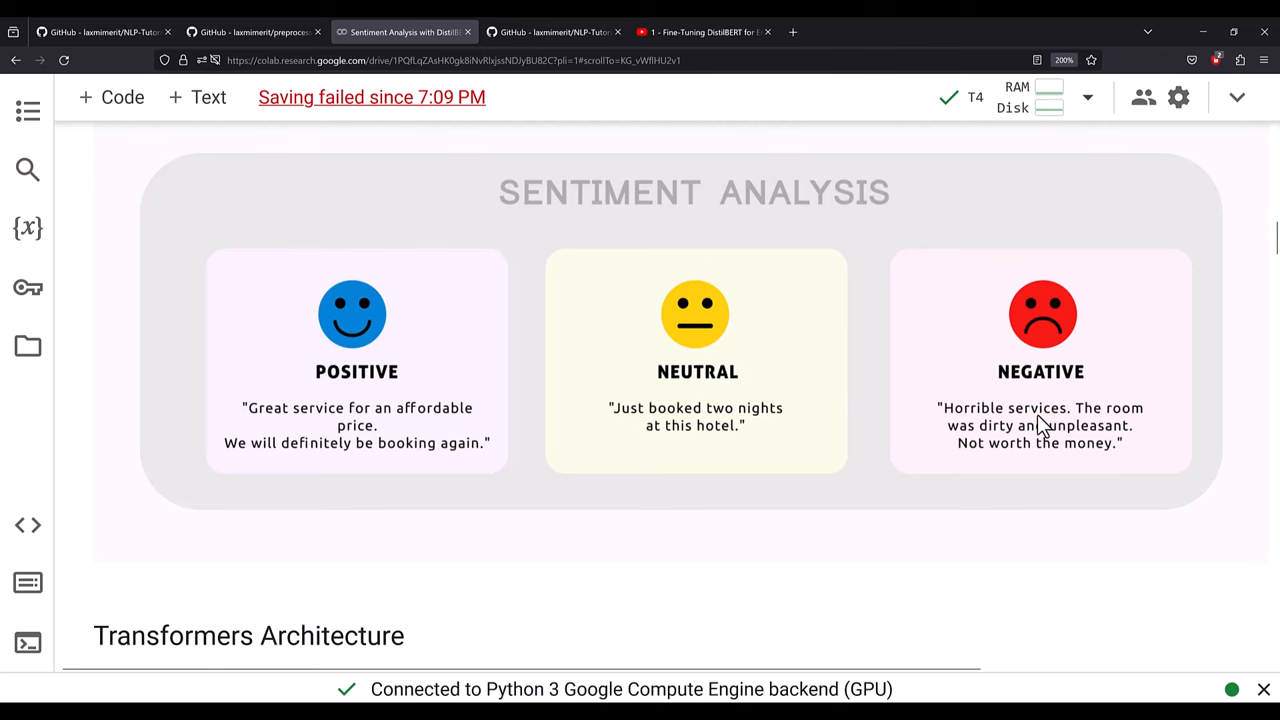 GitHub - laxmimerit/NLP-Tutor
GitHub - laxmimerit/preprocess
Sentiment Analysis with DistilB
GitHub - laxmimerit/NLP-Tutor
1 - Fine-Tuning DistilBERT for E
https://colab.research.google.com/drive/1PQfLqZAsHK0gk8iNvRlxjssNDJyBU82C?pli=1#scrollTo=KG_vWflHU2v1
200%
2
+ Code
+ Text
Saving failed since 7:09 PM
T4
RAM
Disk
{x}
SENTIMENT ANALYSIS
POSITIVE
"Great service for an affordable
price.
We will definitely be booking again."
NEUTRAL
"Just booked two nights
at this hotel."
NEGATIVE
"Horrible services. The room
was dirty and unpleasant.
Not worth the money."
Transformers Architecture
Connected to Python 3 Google Compute Engine backend (GPU)